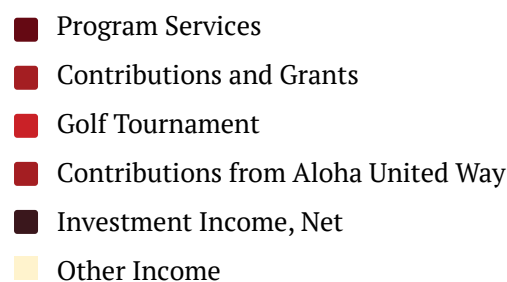 Program Services
Contributions and Grants
Golf Tournament
Contributions from Aloha United Way
Investment Income, Net
Other Income